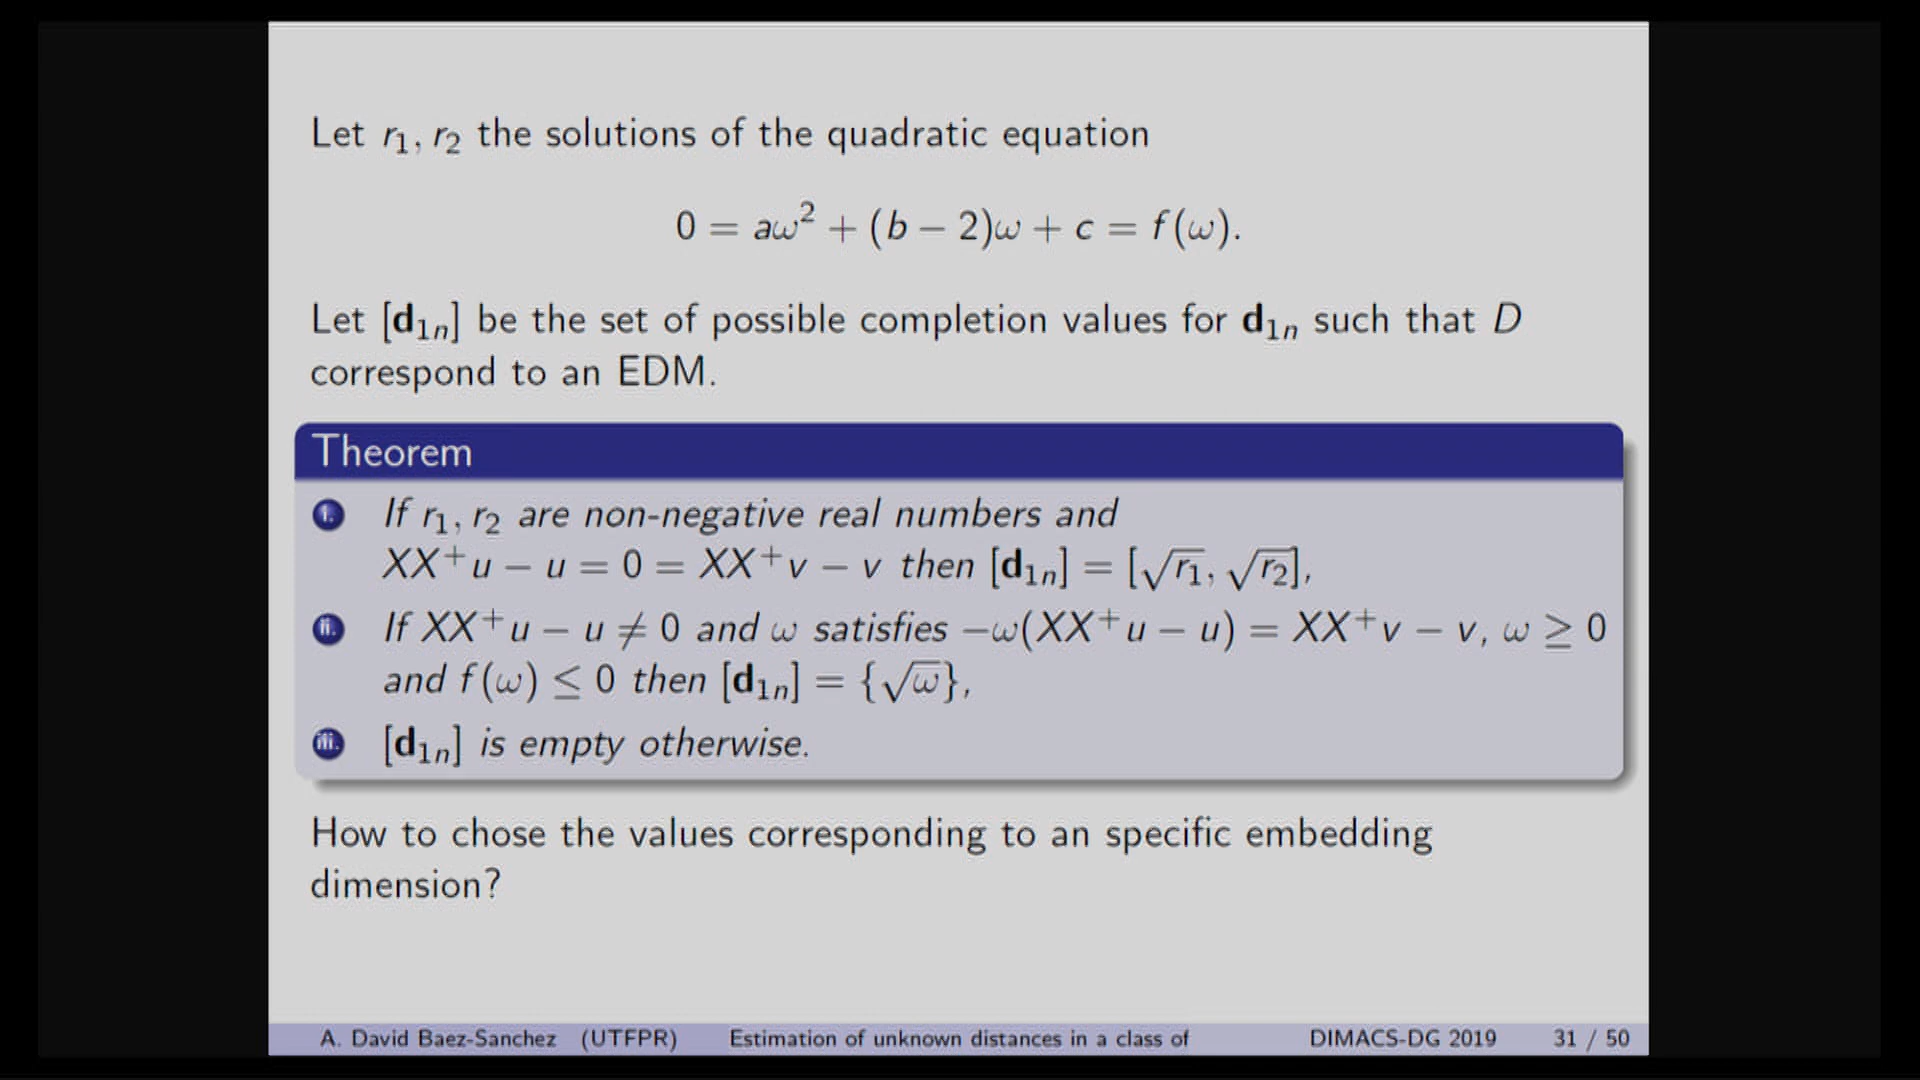 Let r₁, r₂ the solutions of the quadratic equation
0 = aω² + (b − 2)ω + c = f(ω).
Let [d₁ₙ] be the set of possible completion values for d₁ₙ such that D
correspond to an EDM.
Theorem
i. If r₁, r₂ are non-negative real numbers and
XX⁺u − u = 0 = XX⁺v − v then [d₁ₙ] = [√r₁, √r₂],
ii. If XX⁺u − u ≠ 0 and ω satisfies −ω(XX⁺u − u) = XX⁺v − v, ω ≥ 0
and f(ω) ≤ 0 then [d₁ₙ] = {√ω},
iii. [d₁ₙ] is empty otherwise.
How to chose the values corresponding to an specific embedding
dimension?
A. David Baez-Sanchez (UTFPR) Estimation of unknown distances in a class of DIMACS-DG 2019 31 / 50